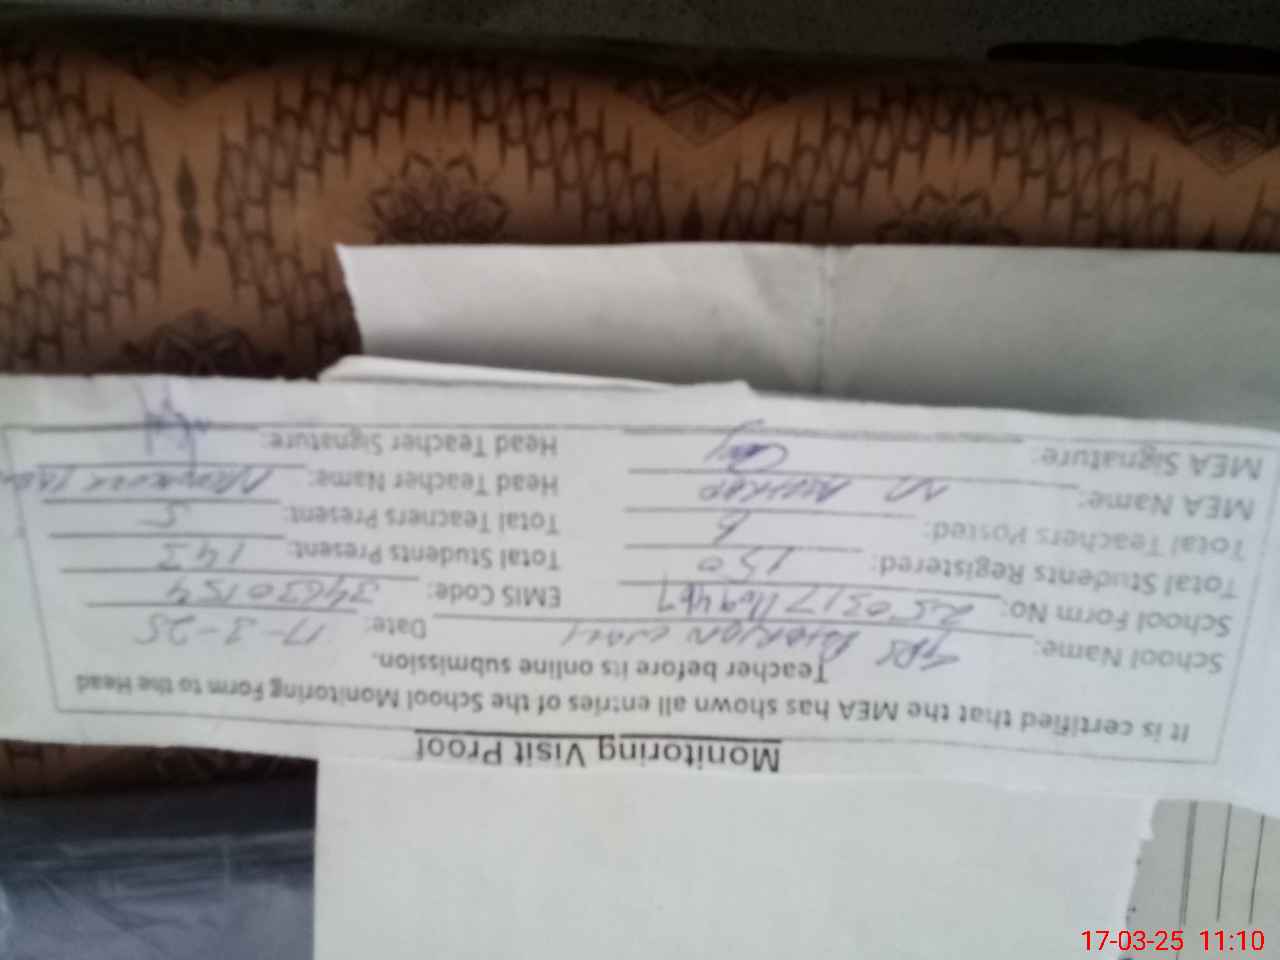 Monitoring Visit Proof
It is certified that the MEA has shown all entries of the School Monitoring Form to the Head
Teacher before its online submission.
School Name: Date: 17-3-25
School Form No: EMIS Code:
Total Students Registered: 150 Total Students Present: 143
Total Teachers Posted: 6 Total Teachers Present: 5
MEA Name: Head Teacher Name:
MEA Signature: Head Teacher Signature:
17-03-25 11:10